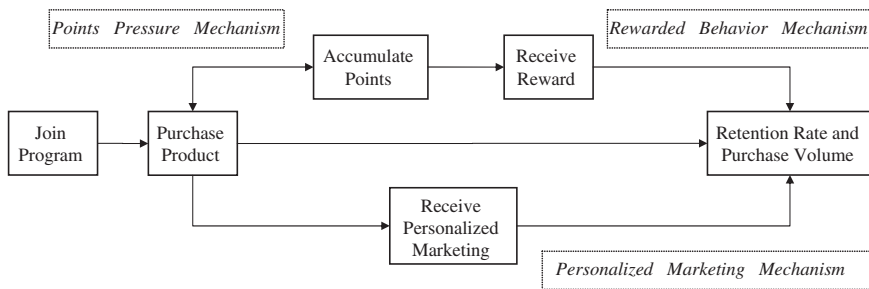 Points Pressure Mechanism
Rewarded Behavior Mechanism
Accumulate
Points
Receive
Reward
Join
Program
Purchase
Product
Retention Rate and
Purchase Volume
Receive
Personalized
Marketing
Personalized Marketing Mechanism